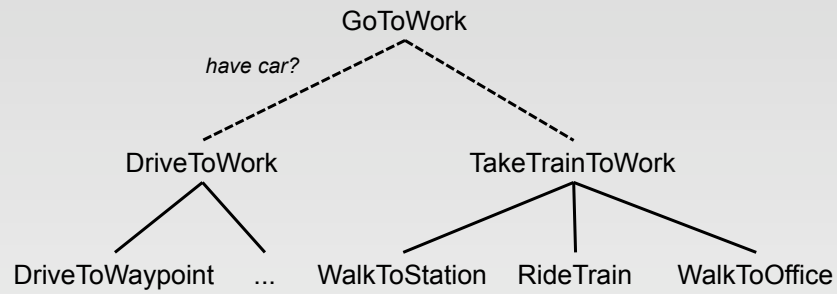 GoToWork
have car?
DriveToWork TakeTrainToWork
DriveToWaypoint ... WalkToStation RideTrain WalkToOffice